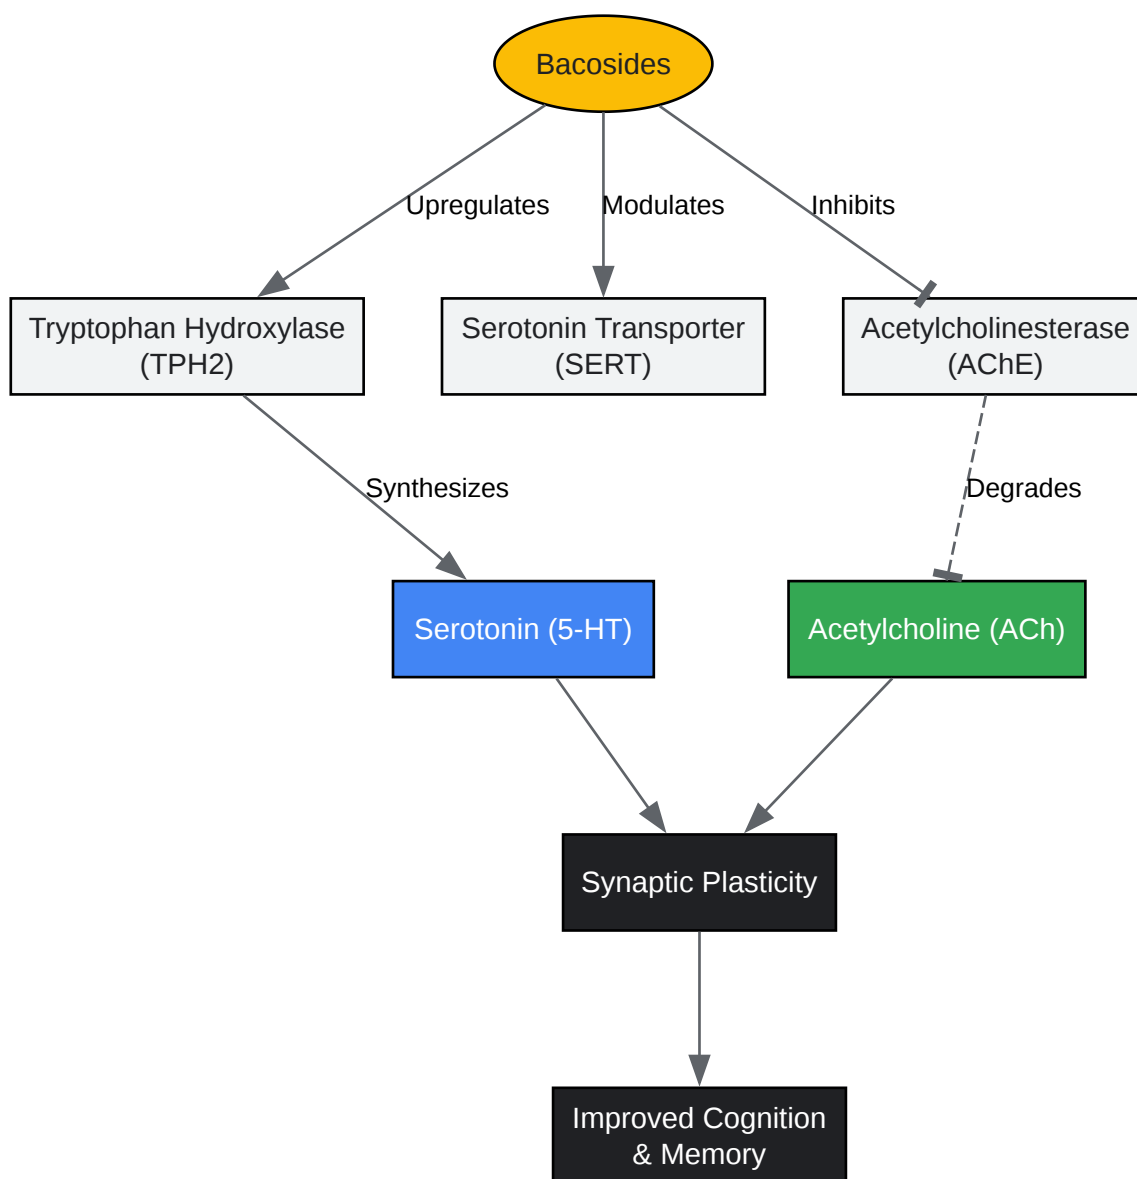 Bacosides
Upregulates
Modulates
Inhibits
Tryptophan Hydroxylase
(TPH2)
Serotonin Transporter
(SERT)
Acetylcholinesterase
(AChE)
Synthesizes
Degrades
Serotonin (5-HT)
Acetylcholine (ACh)
Synaptic Plasticity
Improved Cognition
& Memory